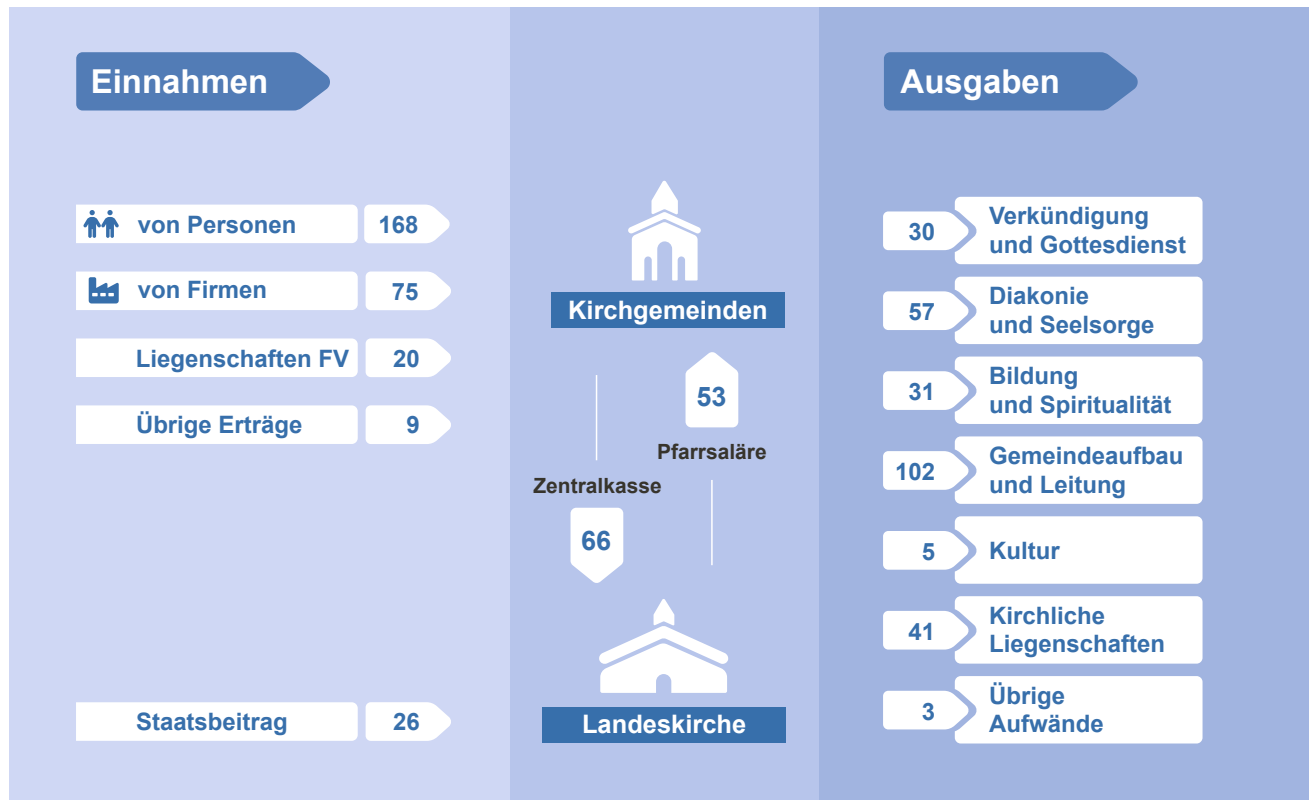 Einnahmen
von Personen 168
von Firmen 75
Liegenschaften FV 20
Übrige Erträge 9
Staatsbeitrag 26
Kirchgemeinden
53
Pfarrsaläre
Zentralkasse
66
Landeskirche
Ausgaben
30 Verkündigung
und Gottesdienst
57 Diakonie
und Seelsorge
31 Bildung
und Spiritualität
102 Gemeindeaufbau
und Leitung
5 Kultur
41 Kirchliche
Liegenschaften
3 Übrige
Aufwände